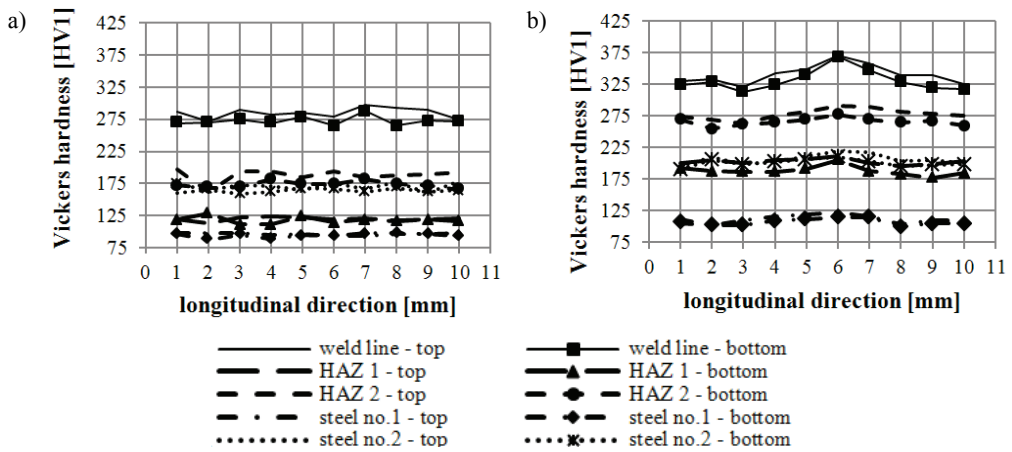 a)
Vickers hardness [HV1]
425
375
325
275
225
175
125
75
0 1 2 3 4 5 6 7 8 9 10 11
longitudinal direction [mm]
b)
Vickers hardness [HV1]
425
375
325
275
225
175
125
75
0 1 2 3 4 5 6 7 8 9 10 11
longitudinal direction [mm]
weld line - top
HAZ 1 - top
HAZ 2 - top
steel no.1 - top
steel no.2 - top
weld line - bottom
HAZ 1 - bottom
HAZ 2 - bottom
steel no.1 - bottom
steel no.2 - bottom